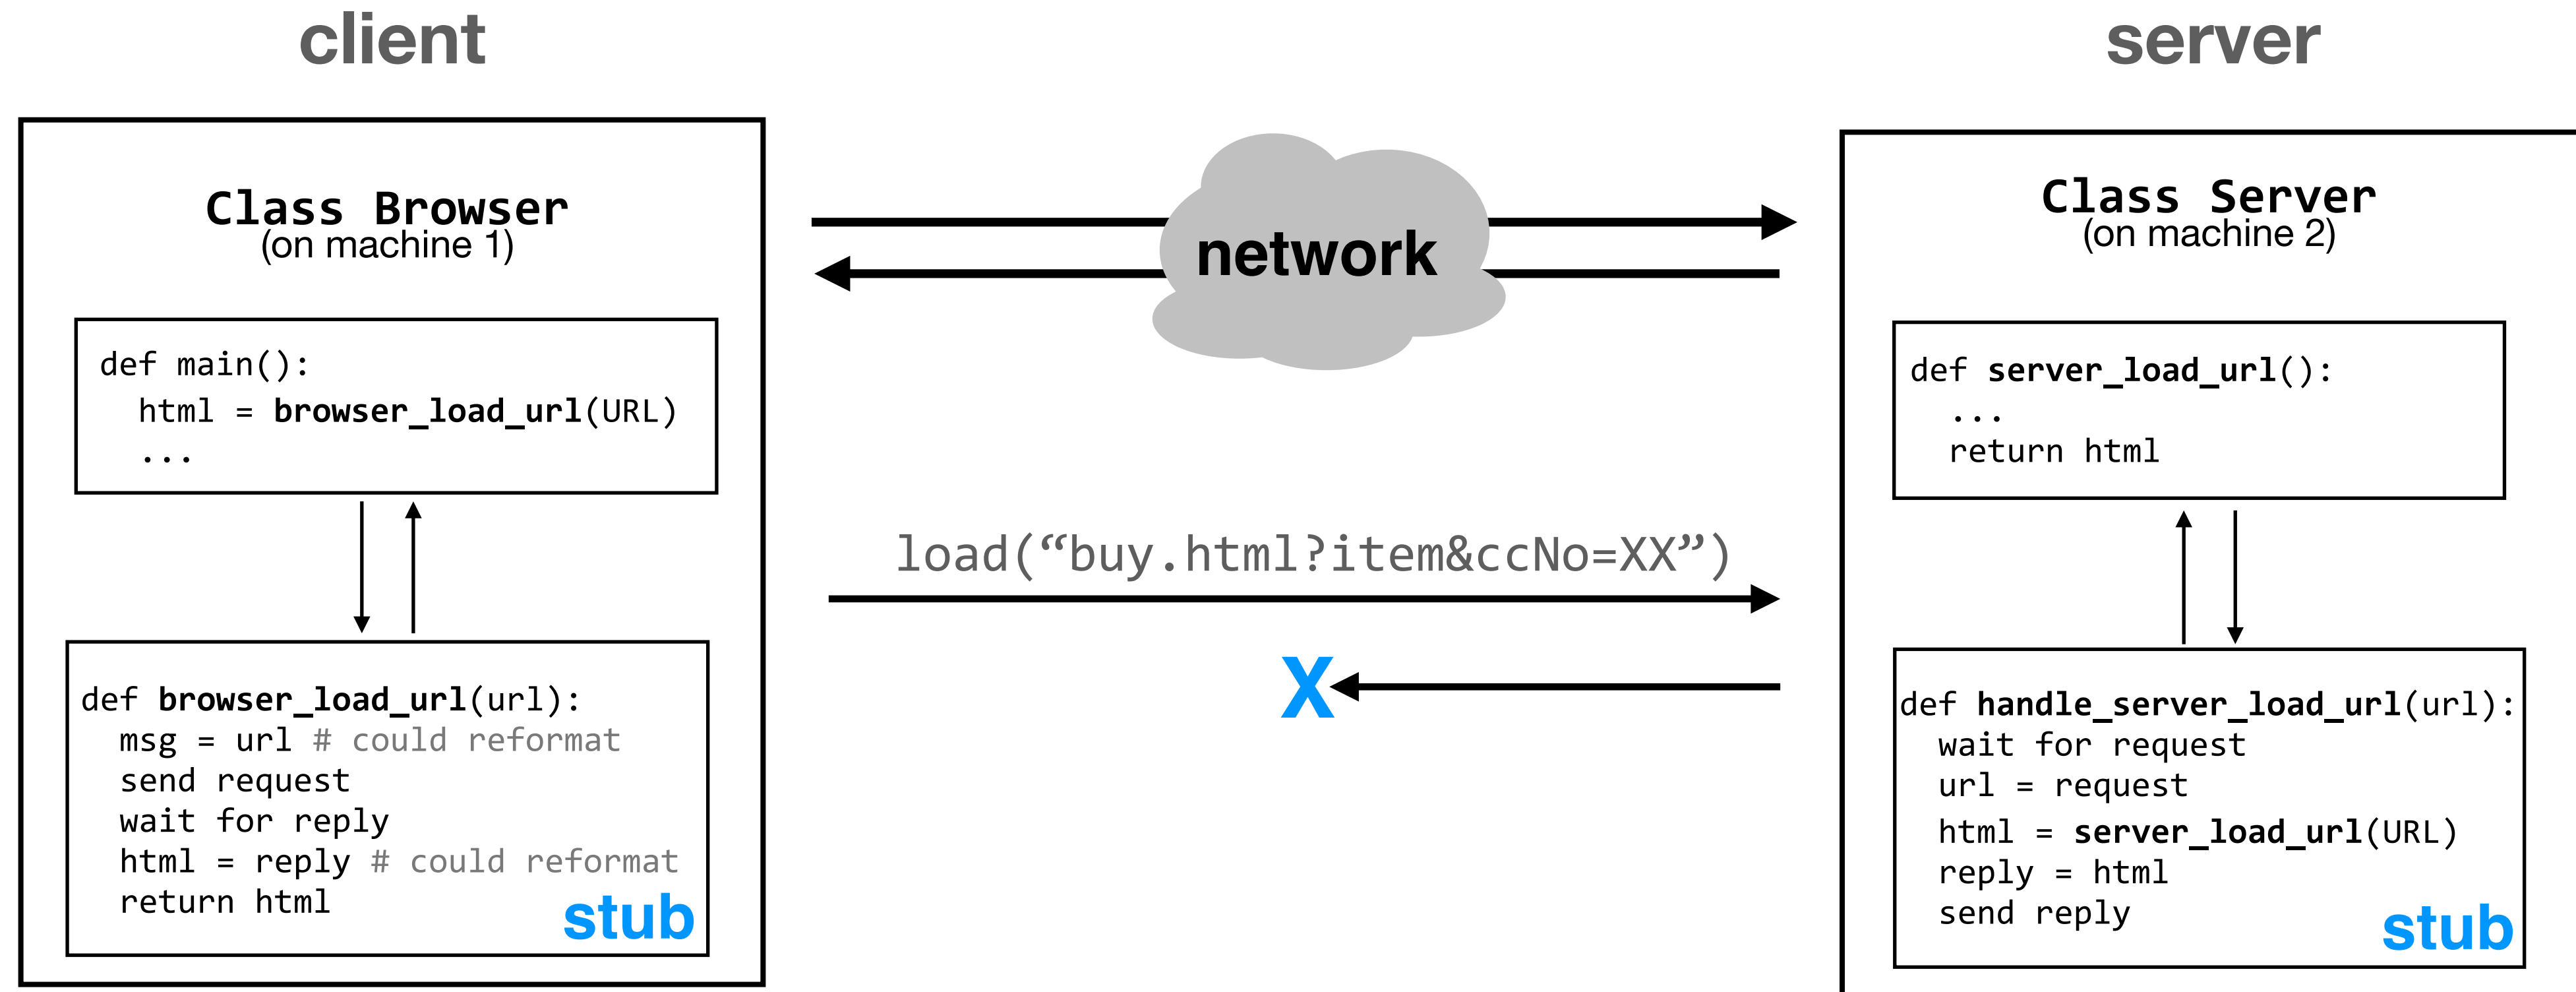 client
Class Browser
(on machine 1)
def main():
  html = browser_load_url(URL)
  ...
def browser_load_url(url):
  msg = url # could reformat
  send request
  wait for reply
  html = reply # could reformat
  return html
stub
network
load(“buy.html?item&ccNo=XX”)
X
server
Class Server
(on machine 2)
def server_load_url():
  ...
  return html
def handle_server_load_url(url):
  wait for request
  url = request
  html = server_load_url(URL)
  reply = html
  send reply
stub